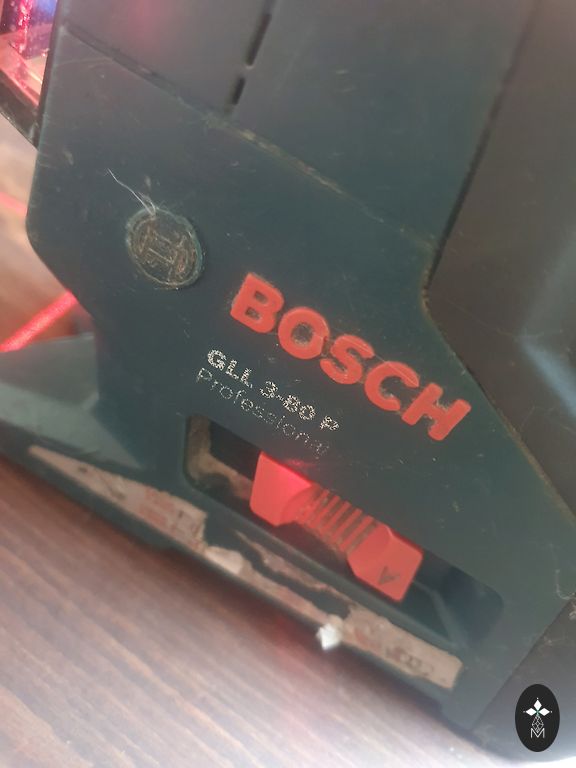 BOSCH
GLL 3-80 P
Professional
M